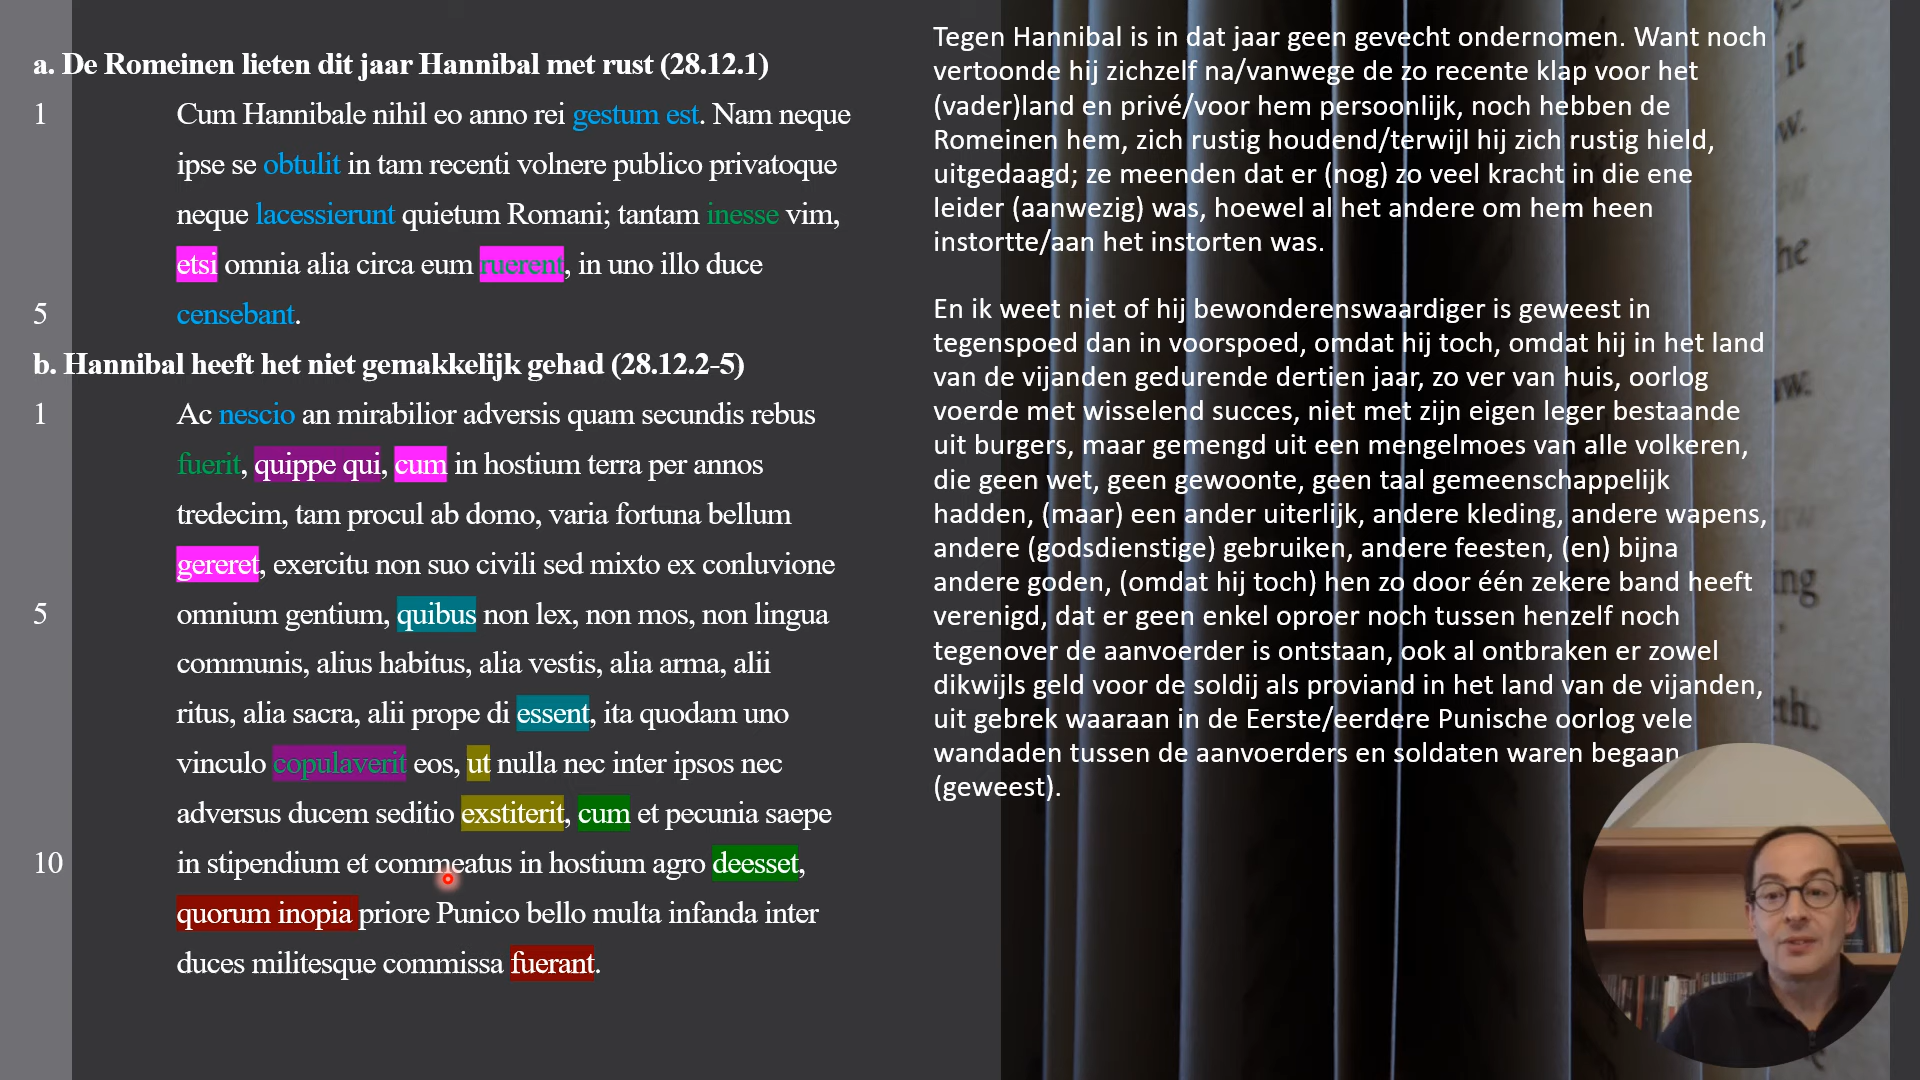 a. De Romeinen lieten dit jaar Hannibal met rust (28.12.1)
1 Cum Hannibale nihil eo anno rei gestum est. Nam neque
ipse se obtulit in tam recenti volnere publico privatoque
neque lacessierunt quietum Romani; tantam inesse vim,
etsi omnia alia circa eum ruerent, in uno illo duce
5 censebant.
b. Hannibal heeft het niet gemakkelijk gehad (28.12.2-5)
1 Ac nescio an mirabilior adversis quam secundis rebus
fuerit, quippe qui, cum in hostium terra per annos
tredecim, tam procul ab domo, varia fortuna bellum
gereret, exercitu non suo civili sed mixto ex conluvione
5 omnium gentium, quibus non lex, non mos, non lingua
communis, alius habitus, alia vestis, alia arma, alii
ritus, alia sacra, alii prope di essent, ita quodam uno
vinculo copulaverit eos, ut nulla nec inter ipsos nec
adversus ducem seditio exstiterit, cum et pecunia saepe
10 in stipendium et commeatus in hostium agro deesset,
quorum inopia priore Punico bello multa infanda inter
duces militesque commissa fuerant.
Tegen Hannibal is in dat jaar geen gevecht ondernomen. Want noch
vertoonde hij zichzelf na/vanwege de zo recente klap voor het
(vader)land en privé/voor hem persoonlijk, noch hebben de
Romeinen hem, zich rustig houdend/terwijl hij zich rustig hield,
uitgedaagd; ze meenden dat er (nog) zo veel kracht in die ene
leider (aanwezig) was, hoewel al het andere om hem heen
instortte/aan het instorten was.
En ik weet niet of hij bewonderenswaardiger is geweest in
tegenspoed dan in voorspoed, omdat hij toch, omdat hij in het land
van de vijanden gedurende dertien jaar, zo ver van huis, oorlog
voerde met wisselend succes, niet met zijn eigen leger bestaande
uit burgers, maar gemengd uit een mengelmoes van alle volkeren,
die geen wet, geen gewoonte, geen taal gemeenschappelijk
hadden, (maar) een ander uiterlijk, andere kleding, andere wapens,
andere (godsdienstige) gebruiken, andere feesten, (en) bijna
andere goden, (omdat hij toch) hen zo door één zekere band heeft
verenigd, dat er geen enkel oproer noch tussen henzelf noch
tegenover de aanvoerder is ontstaan, ook al ontbraken er zowel
dikwijls geld voor de soldij als proviand in het land van de vijanden,
uit gebrek waaraan in de Eerste/eerdere Punische oorlog vele
wandaden tussen de aanvoerders en soldaten waren begaan
(geweest).
it
w.
he
ing
th.